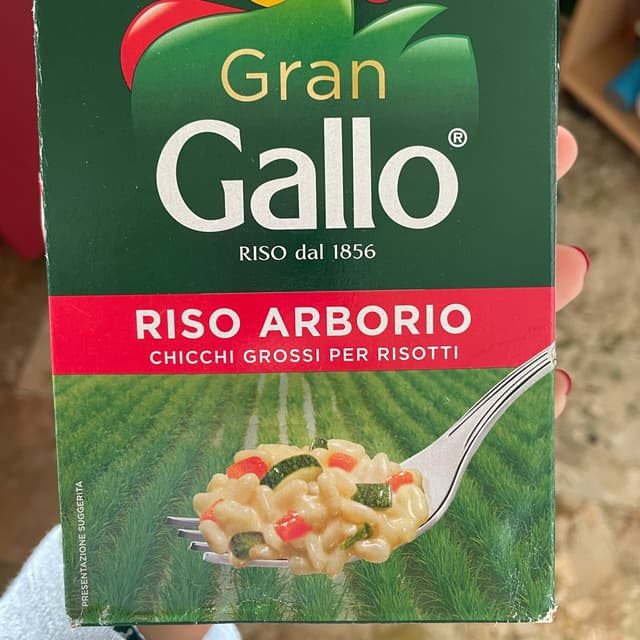 Gran
Gallo®
RISO dal 1856
RISO ARBORIO
CHICCHI GROSSI PER RISOTTI
PRESENTAZIONE SUGGERITA